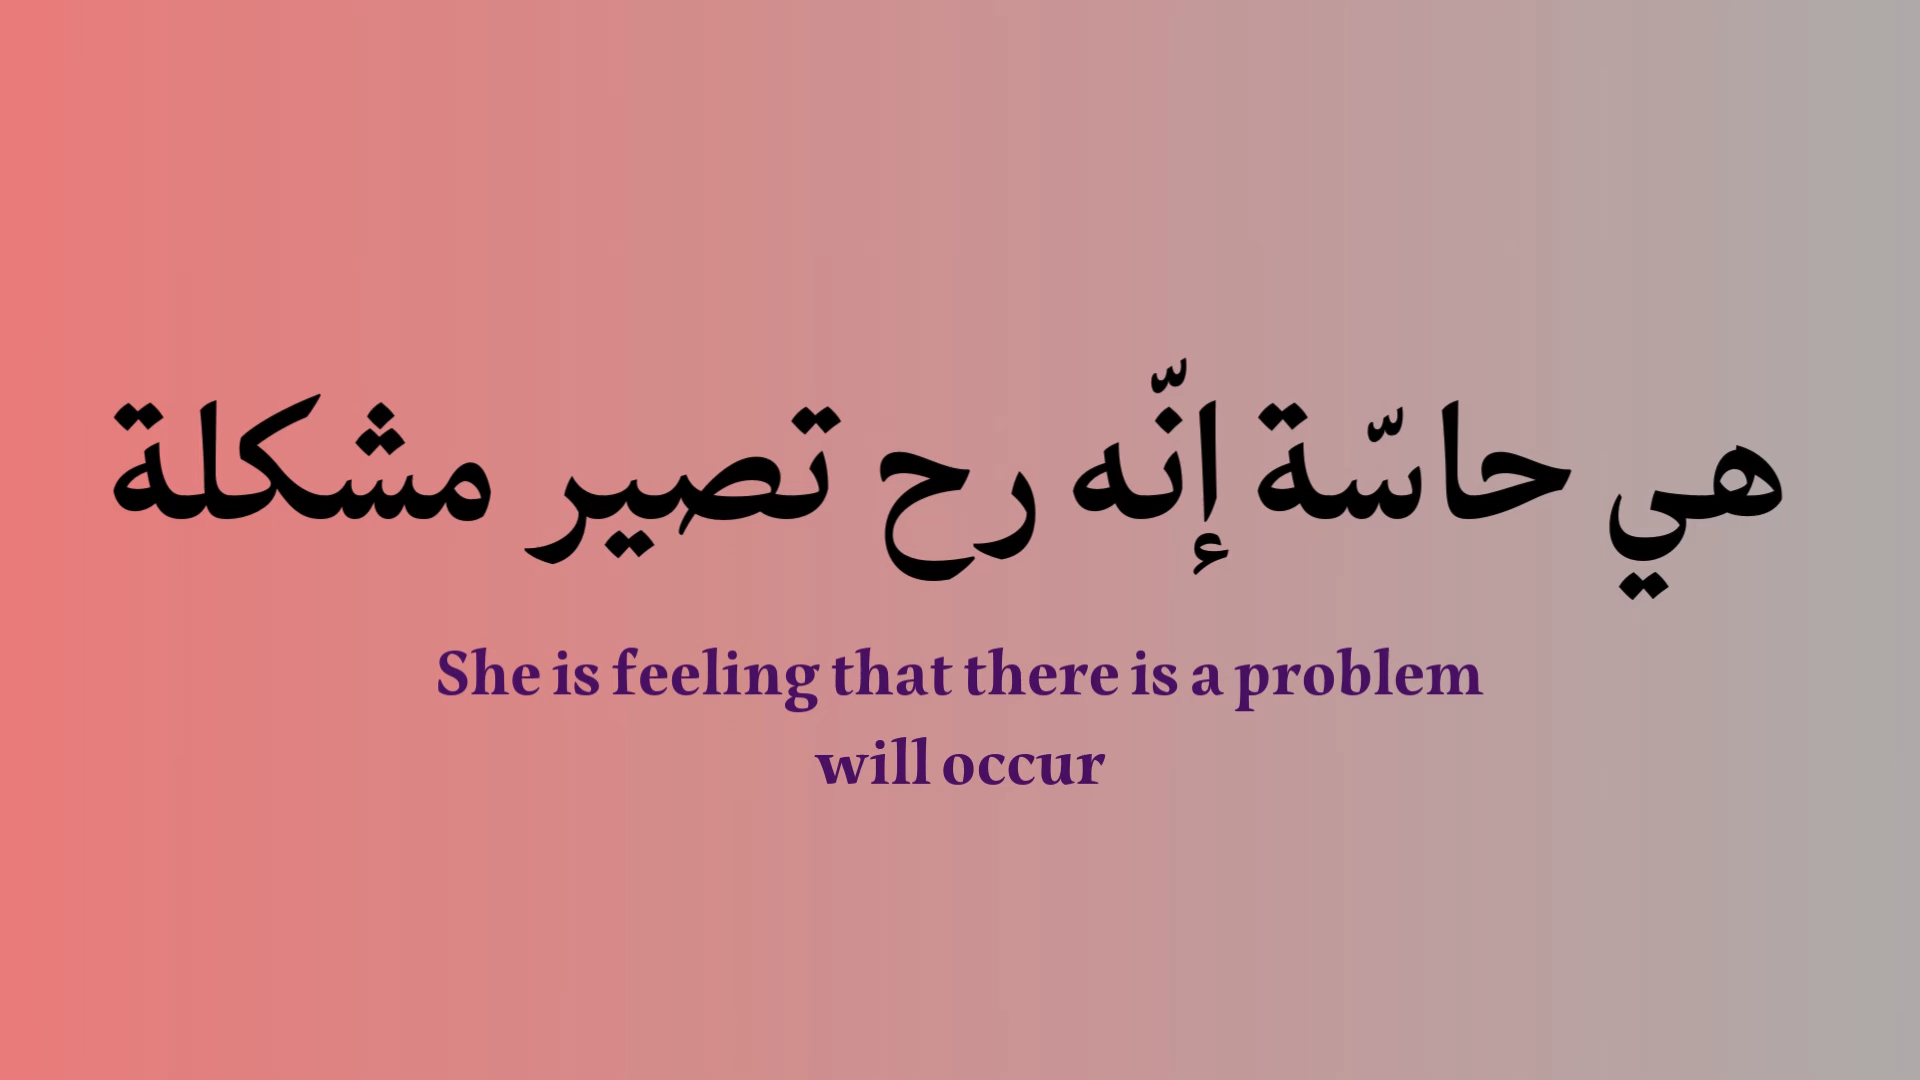 هي حاسّة إنّه رح تصير مشكلة
She is feeling that there is a problem
will occur